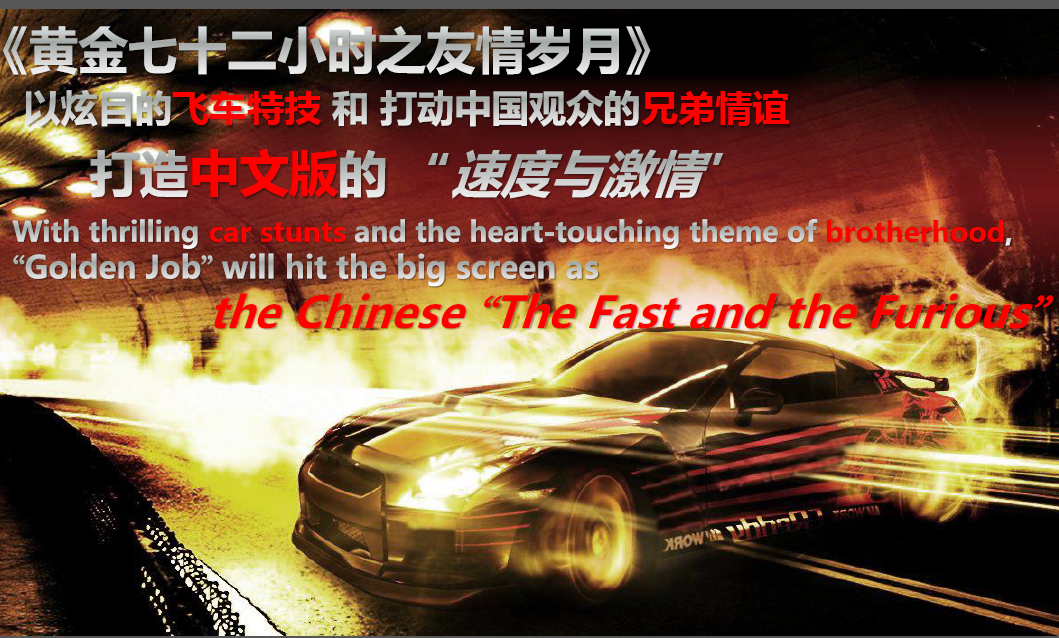 《黄金七十二小时之友情岁月》
以炫目的飞车特技 和 打动中国观众的兄弟情谊
打造中文版的 “速度与激情”
With thrilling car stunts and the heart-touching theme of brotherhood,
“Golden Job” will hit the big screen as
the Chinese “The Fast and the Furious”
WORK